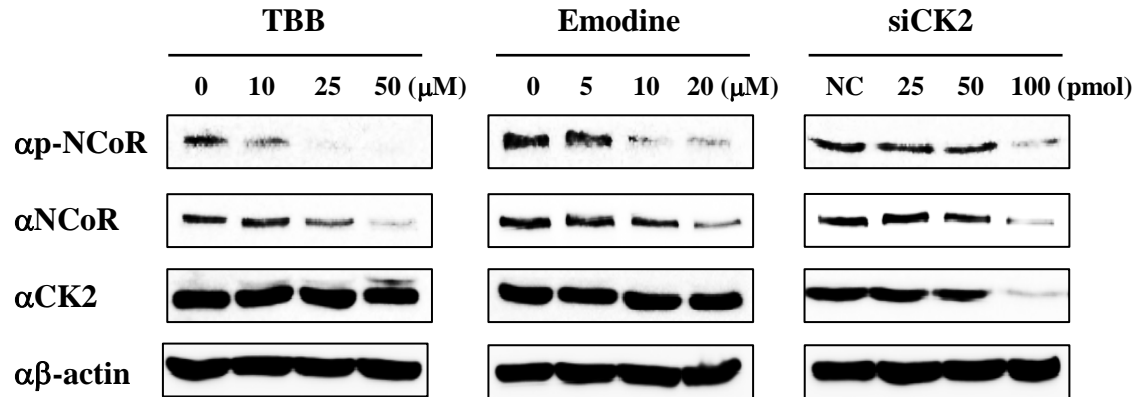 TBB Emodine siCK2
0 10 25 50 (μM) 0 5 10 20 (μM) NC 25 50 100 (pmol)
αp-NCoR
αNCoR
αCK2
αβ-actin